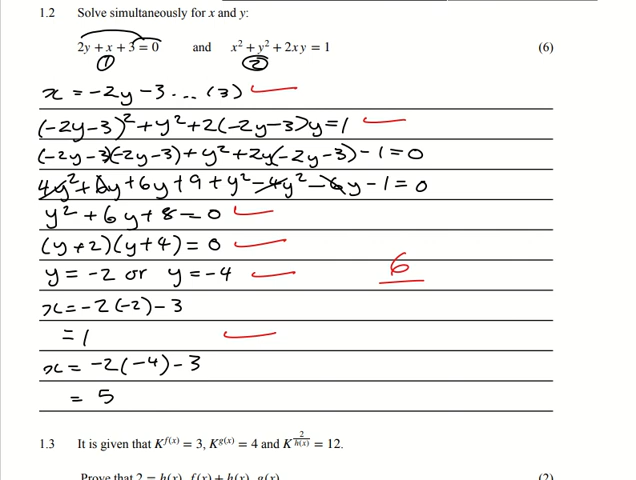 1.2 Solve simultaneously for x and y:
2y + x + 3 = 0 and x² + y² + 2xy = 1 (6)
① ②
x = -2y - 3 ... (3)
(-2y-3)² + y² + 2(-2y-3)y = 1
(-2y-3)(-2y-3) + y² + 2y(-2y-3) - 1 = 0
4y² + 6y + 6y + 9 + y² - 4y² - 6y - 1 = 0
y² + 6y + 8 = 0
(y+2)(y+4) = 0
y = -2 or y = -4
6
x = -2(-2) - 3
= 1
x = -2(-4) - 3
= 5
1.3 It is given that K^{f(x)} = 3, K^{g(x)} = 4 and K^{\frac{2}{h(x)}} = 12.
Prove that 2 = h(x). f(x) + h(x). g(x). (2)